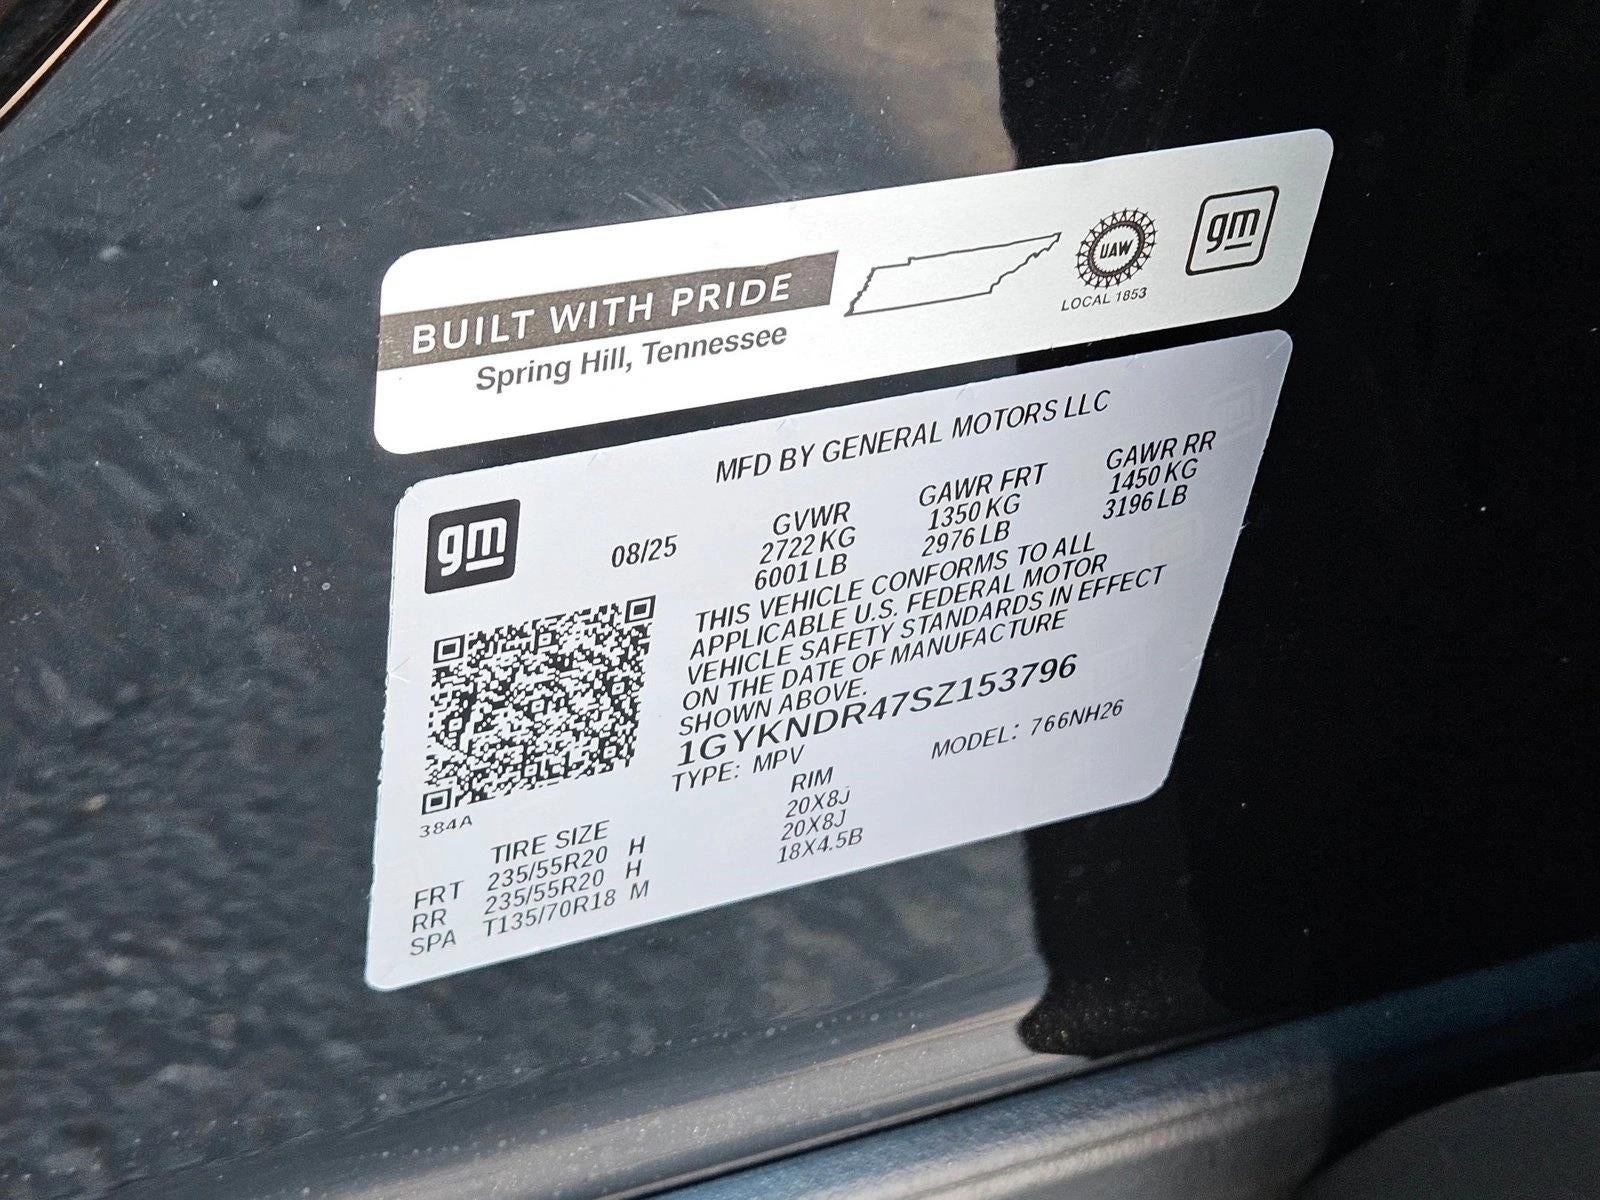 BUILT WITH PRIDE
Spring Hill, Tennessee
UAW
LOCAL 1853
gm
MFD BY GENERAL MOTORS LLC
gm
08/25
GVWR
2722 KG
6001 LB
GAWR FRT
1350 KG
2976 LB
GAWR RR
1450 KG
3196 LB
THIS VEHICLE CONFORMS TO ALL
APPLICABLE U.S. FEDERAL MOTOR
VEHICLE SAFETY STANDARDS IN EFFECT
ON THE DATE OF MANUFACTURE
SHOWN ABOVE.
1GYKNDR47SZ153796
TYPE: MPV
MODEL: 766NH26
384A
TIRE SIZE RIM
FRT 235/55R20 H 20X8J
RR 235/55R20 H 20X8J
SPA T135/70R18 M 18X4.5B